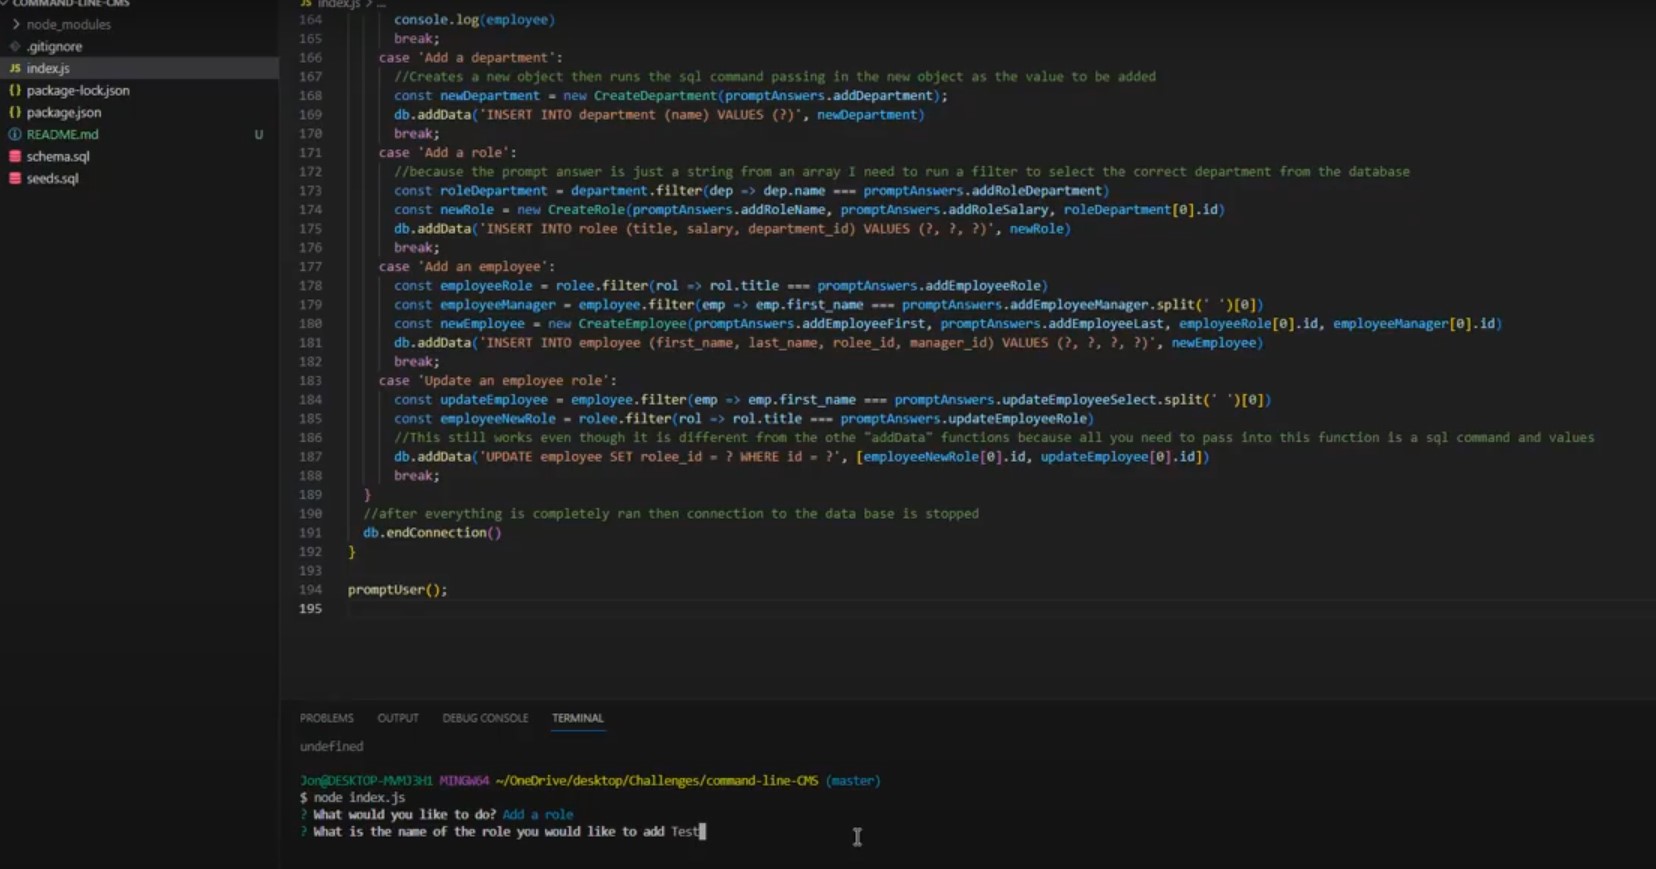 COMMAND-LINE-CMS
node_modules
.gitignore
JS index.js
{} package-lock.json
{} package.json
README.md U
schema.sql
seeds.sql
JS index.js > ...
164 console.log(employee)
165 break;
166 case 'Add a department':
167 //Creates a new object then runs the sql command passing in the new object as the value to be added
168 const newDepartment = new CreateDepartment(promptAnswers.addDepartment);
169 db.addData('INSERT INTO department (name) VALUES (?)', newDepartment)
170 break;
171 case 'Add a role':
172 //because the prompt answer is just a string from an array I need to run a filter to select the correct department from the database
173 const roleDepartment = department.filter(dep => dep.name === promptAnswers.addRoleDepartment)
174 const newRole = new CreateRole(promptAnswers.addRoleName, promptAnswers.addRoleSalary, roleDepartment[0].id)
175 db.addData('INSERT INTO rolee (title, salary, department_id) VALUES (?, ?, ?)', newRole)
176 break;
177 case 'Add an employee':
178 const employeeRole = rolee.filter(rol => rol.title === promptAnswers.addEmployeeRole)
179 const employeeManager = employee.filter(emp => emp.first_name === promptAnswers.addEmployeeManager.split(' ')[0])
180 const newEmployee = new CreateEmployee(promptAnswers.addEmployeeFirst, promptAnswers.addEmployeeLast, employeeRole[0].id, employeeManager[0].id)
181 db.addData('INSERT INTO employee (first_name, last_name, rolee_id, manager_id) VALUES (?, ?, ?, ?)', newEmployee)
182 break;
183 case 'Update an employee role':
184 const updateEmployee = employee.filter(emp => emp.first_name === promptAnswers.updateEmployeeSelect.split(' ')[0])
185 const employeeNewRole = rolee.filter(rol => rol.title === promptAnswers.updateEmployeeRole)
186 //This still works even though it is different from the othe "addData" functions because all you need to pass into this function is a sql command and values
187 db.addData('UPDATE employee SET rolee_id = ? WHERE id = ?', [employeeNewRole[0].id, updateEmployee[0].id])
188 break;
189 }
190 //after everything is completely ran then connection to the data base is stopped
191 db.endConnection()
192 }
193
194 promptUser();
195
PROBLEMS OUTPUT DEBUG CONSOLE TERMINAL
undefined
Jon@DESKTOP-MVMJ3H1 MINGW64 ~/OneDrive/desktop/Challenges/command-line-CMS (master)
$ node index.js
? What would you like to do? Add a role
? What is the name of the role you would like to add Test